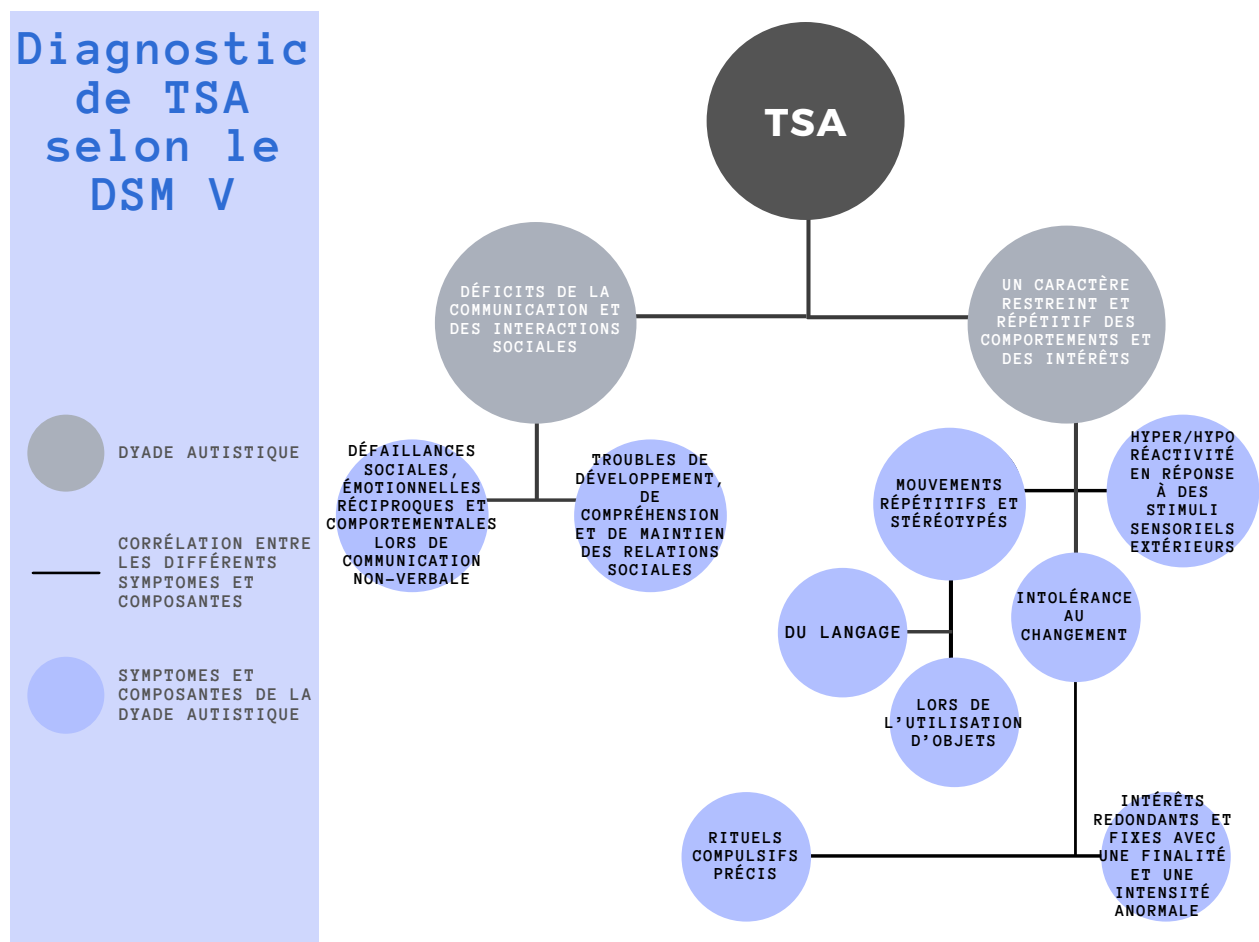 Diagnostic
de TSA
selon le
DSM V
DYADE AUTISTIQUE
CORRÉLATION ENTRE
LES DIFFÉRENTS
SYMPTOMES ET
COMPOSANTES
SYMPTOMES ET
COMPOSANTES DE LA
DYADE AUTISTIQUE
TSA
DÉFICITS DE LA
COMMUNICATION ET
DES INTERACTIONS
SOCIALES
UN CARACTÈRE
RESTREINT ET
RÉPÉTITIF DES
COMPORTEMENTS ET
DES INTÉRÊTS
DÉFAILLANCES
SOCIALES,
ÉMOTIONNELLES
RÉCIPROQUES ET
COMPORTEMENTALES
LORS DE
COMMUNICATION
NON-VERBALE
TROUBLES DE
DÉVELOPPEMENT,
DE
COMPRÉHENSION
ET DE MAINTIEN
DES RELATIONS
SOCIALES
MOUVEMENTS
RÉPÉTITIFS ET
STÉRÉOTYPÉS
HYPER/HYPO
RÉACTIVITÉ
EN RÉPONSE
À DES
STIMULI
SENSORIELS
EXTÉRIEURS
DU LANGAGE
LORS DE
L'UTILISATION
D'OBJETS
INTOLÉRANCE
AU
CHANGEMENT
RITUELS
COMPULSIFS
PRÉCIS
INTÉRÊTS
REDONDANTS ET
FIXES AVEC
UNE FINALITÉ
ET UNE
INTENSITÉ
ANORMALE